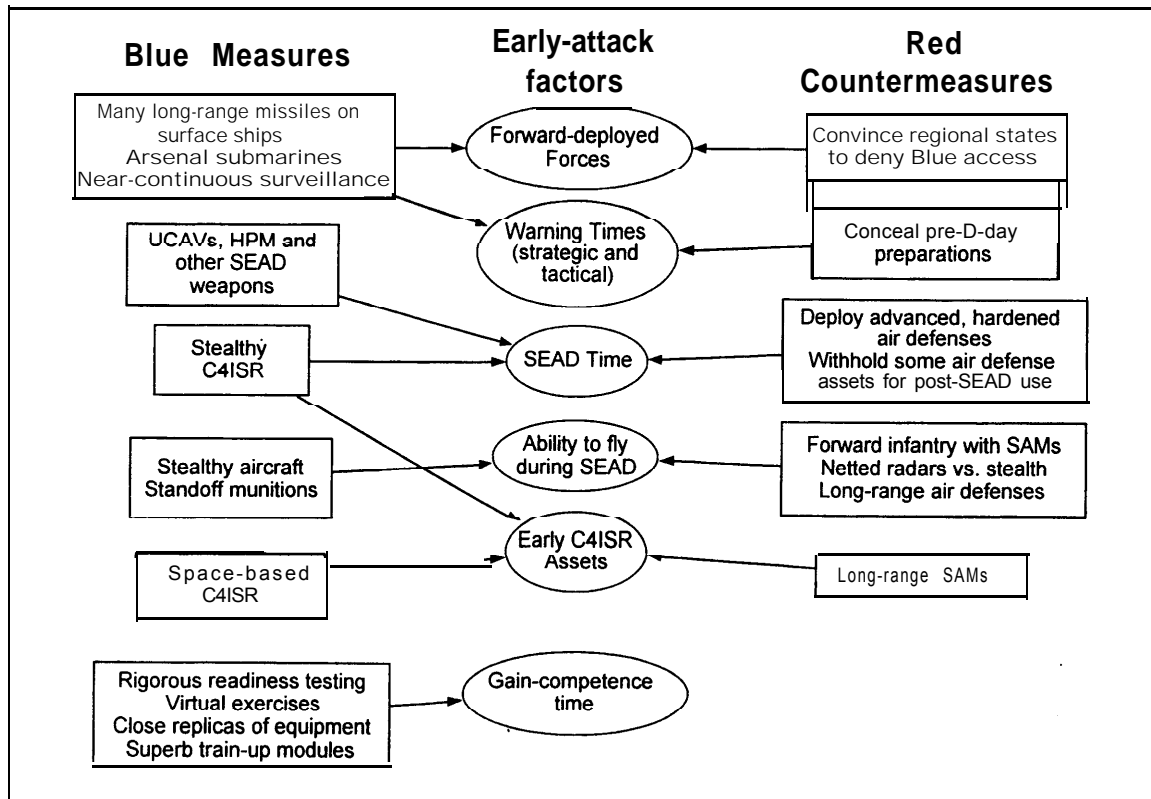 Blue Measures
Early-attack
factors
Red
Countermeasures
Many long-range missiles on
surface ships
Arsenal submarines
Near-continuous surveillance
Forward-deployed
Forces
Convince regional states
to deny Blue access
Warning Times
(strategic and
tactical)
Conceal pre-D-day
preparations
UCAVs, HPM and
other SEAD
weapons
Stealthy
C4ISR
SEAD Time
Deploy advanced, hardened
air defenses
Withhold some air defense
assets for post-SEAD use
Stealthy aircraft
Standoff munitions
Ability to fly
during SEAD
Forward infantry with SAMs
Netted radars vs. stealth
Long-range air defenses
Space-based
C4ISR
Early C4ISR
Assets
Long-range SAMs
Rigorous readiness testing
Virtual exercises
Close replicas of equipment
Superb train-up modules
Gain-competence
time